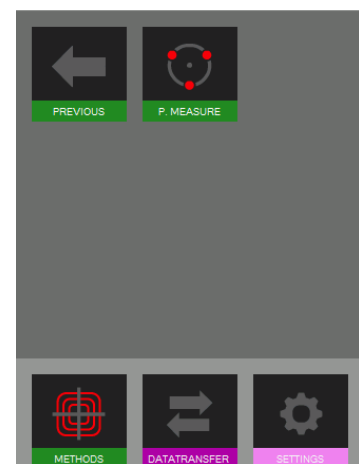 PREVIOUS
P. MEASURE
METHODS
DATATRANSFER
SETTINGS